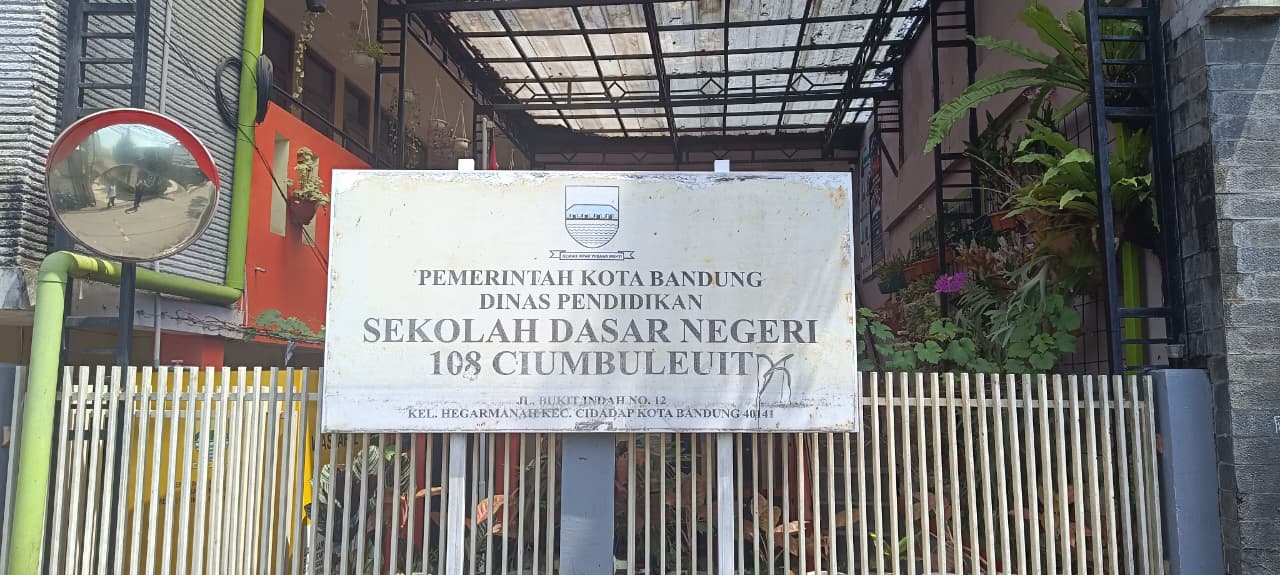 PEMERINTAH KOTA BANDUNG
DINAS PENDIDIKAN
SEKOLAH DASAR NEGERI
108 CIUMBULEUIT
JL. BUKIT INDAH NO. 12
KEL. HEGARMANAH KEC. CIDADAP KOTA BANDUNG 40141